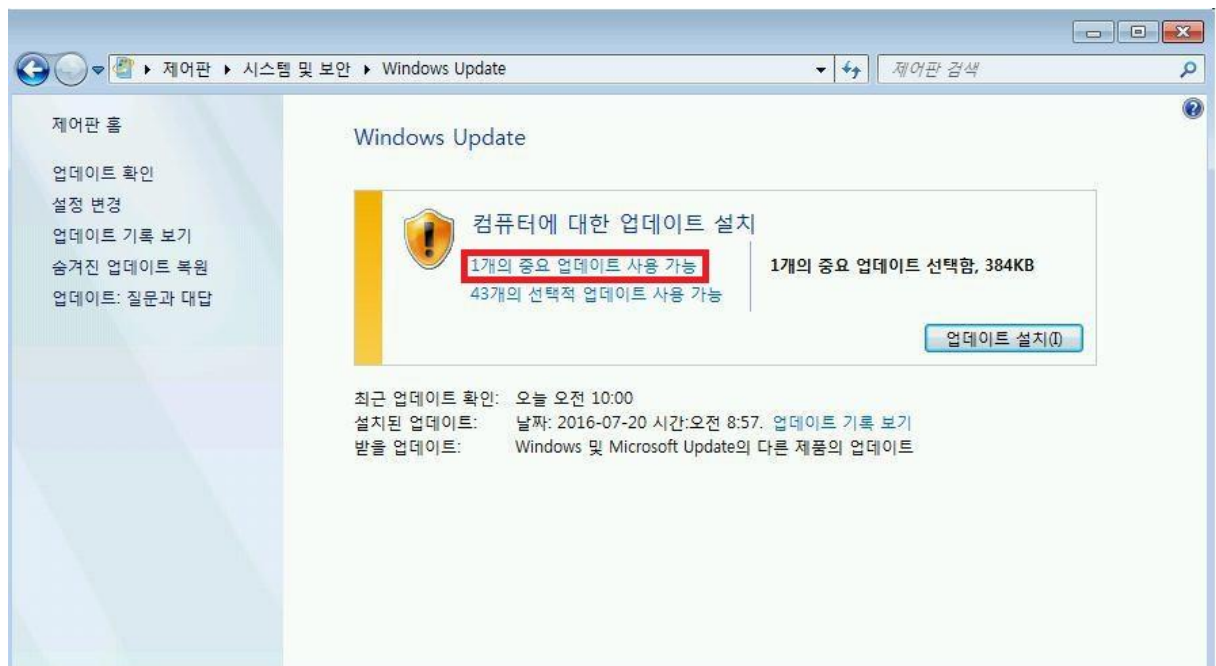 제어판 ▸ 시스템 및 보안 ▸ Windows Update
제어판 검색
제어판 홈
업데이트 확인
설정 변경
업데이트 기록 보기
숨겨진 업데이트 복원
업데이트: 질문과 대답
Windows Update
컴퓨터에 대한 업데이트 설치
1개의 중요 업데이트 사용 가능
43개의 선택적 업데이트 사용 가능
1개의 중요 업데이트 선택함, 384KB
업데이트 설치(I)
최근 업데이트 확인: 오늘 오전 10:00
설치된 업데이트: 날짜: 2016-07-20 시간:오전 8:57. 업데이트 기록 보기
받을 업데이트: Windows 및 Microsoft Update의 다른 제품의 업데이트